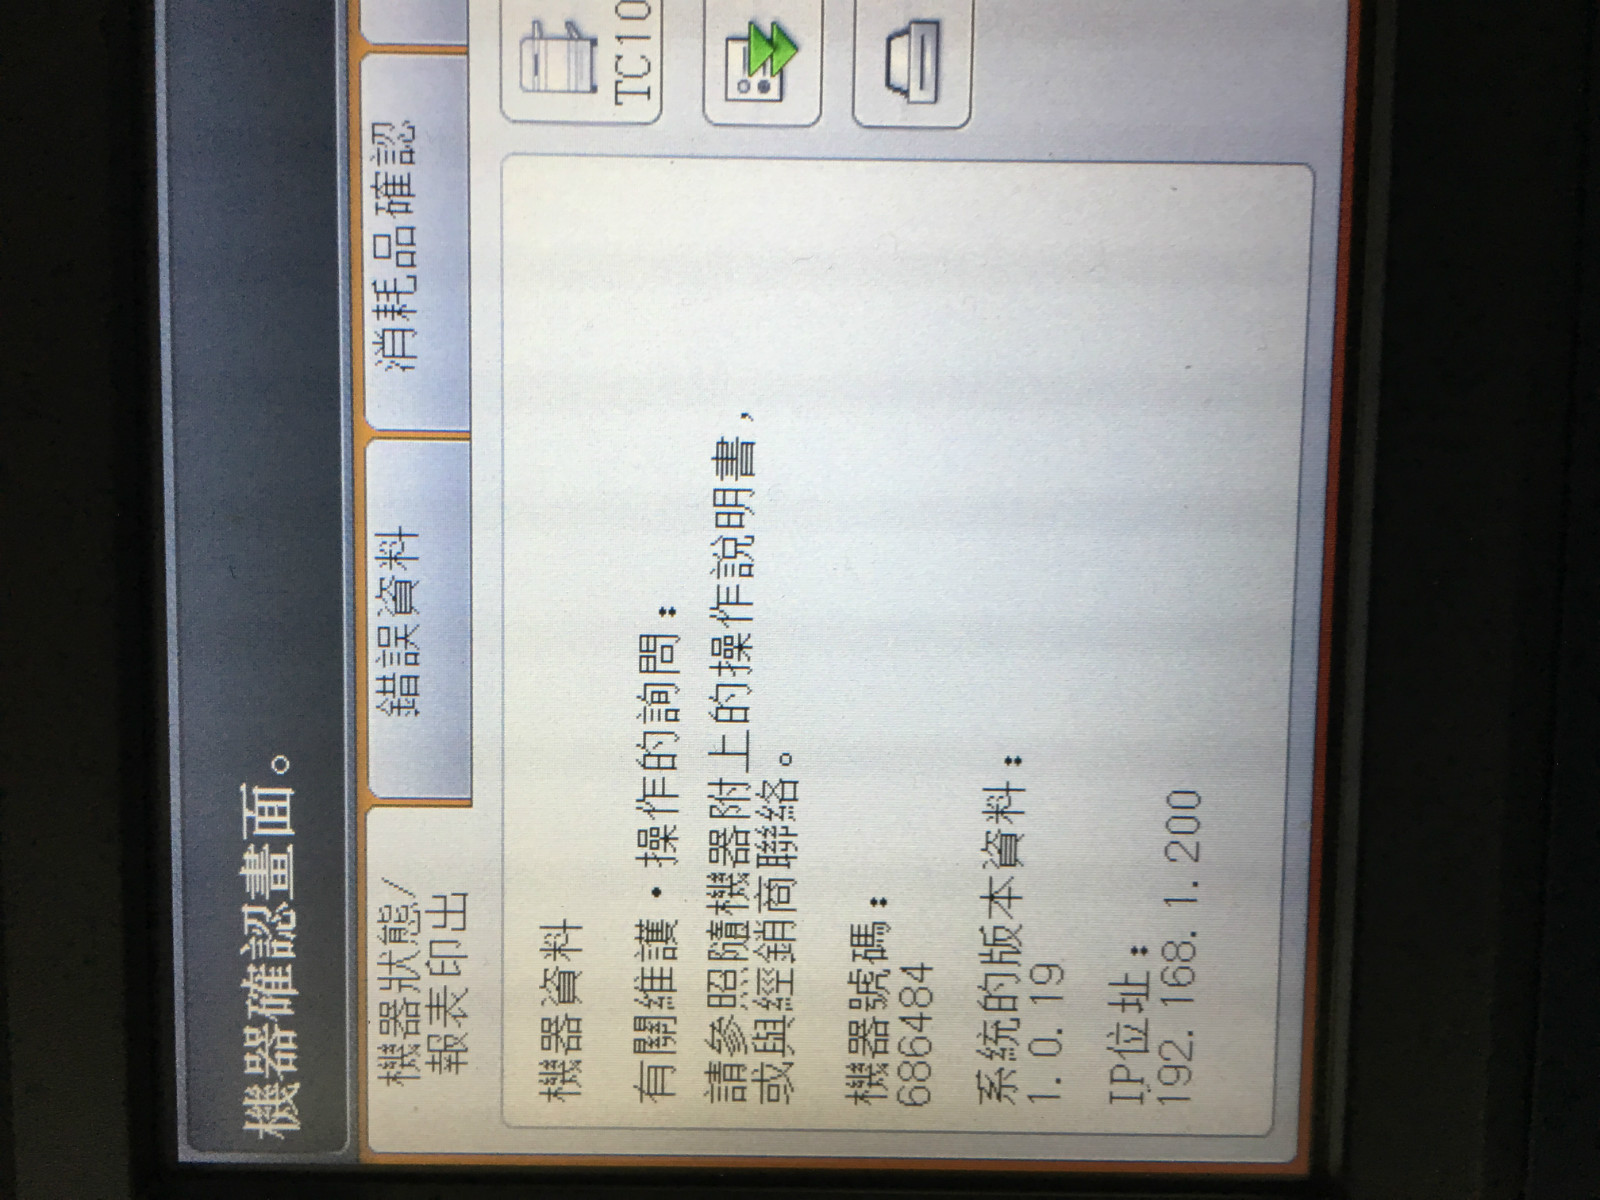 機器確認畫面。
機器狀態/
報表印出
錯誤資料
消耗品確認
機器資料
有關維護・操作的詢問：
請參照隨機器附上的操作說明書，
或與經銷商聯絡。
機器號碼：
686484
系統的版本資料：
1.0.19
IP位址：
192.168.1.200
TC10